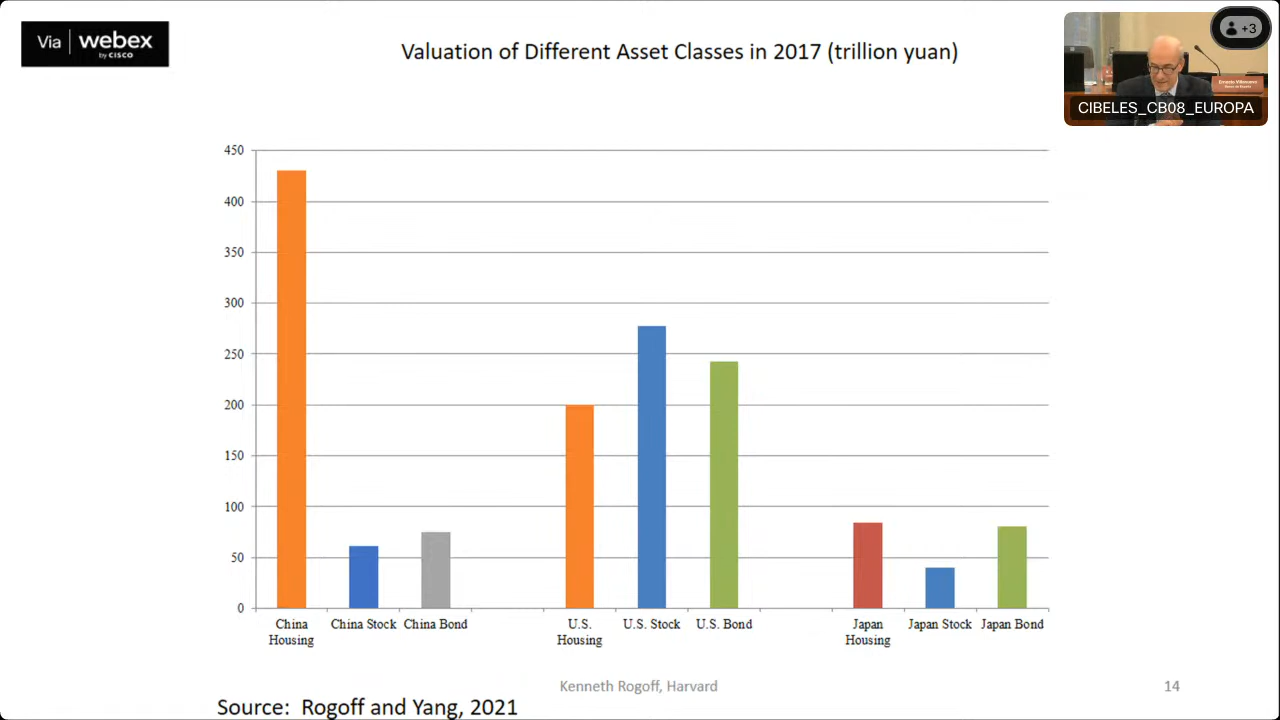 Via webex
by CISCO
Valuation of Different Asset Classes in 2017 (trillion yuan)
+3
Ernesto Villanueva
CIBELES_CB08_EUROPA
450
400
350
300
250
200
150
100
50
0
China Housing
China Stock
China Bond
U.S. Housing
U.S. Stock
U.S. Bond
Japan Housing
Japan Stock
Japan Bond
Kenneth Rogoff, Harvard
14
Source: Rogoff and Yang, 2021